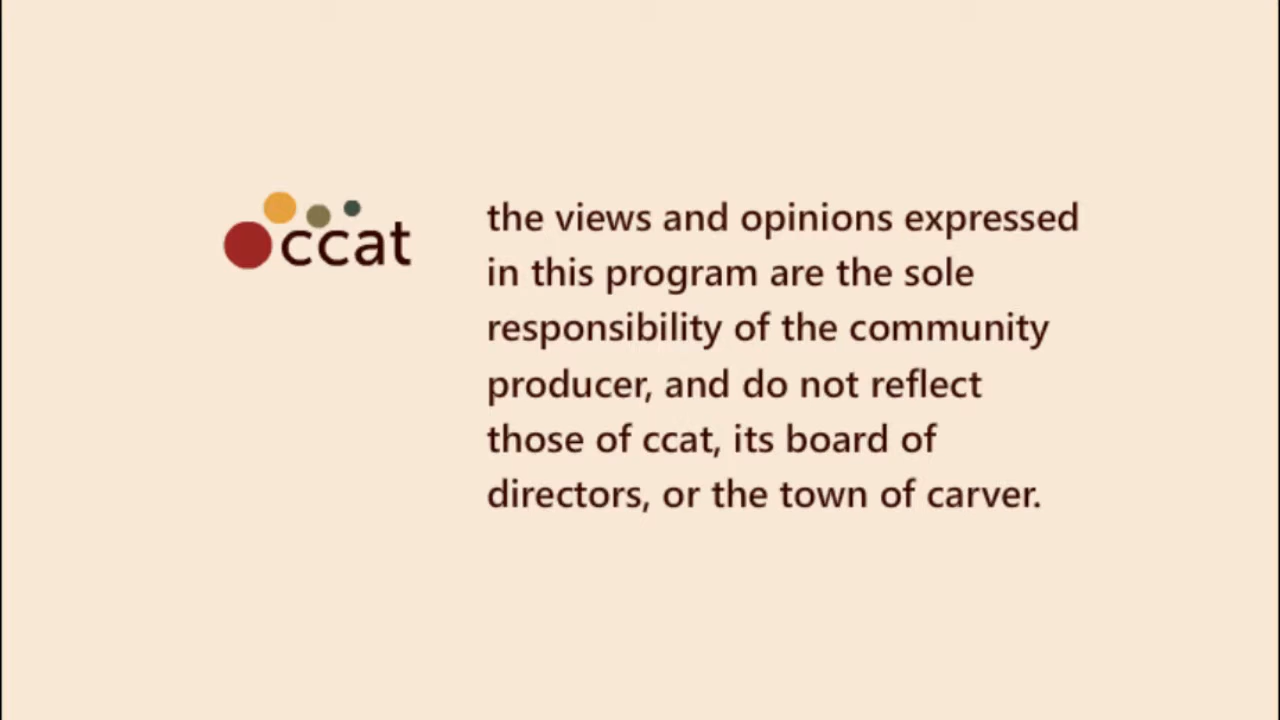 ccat
the views and opinions expressed
in this program are the sole
responsibility of the community
producer, and do not reflect
those of ccat, its board of
directors, or the town of carver.